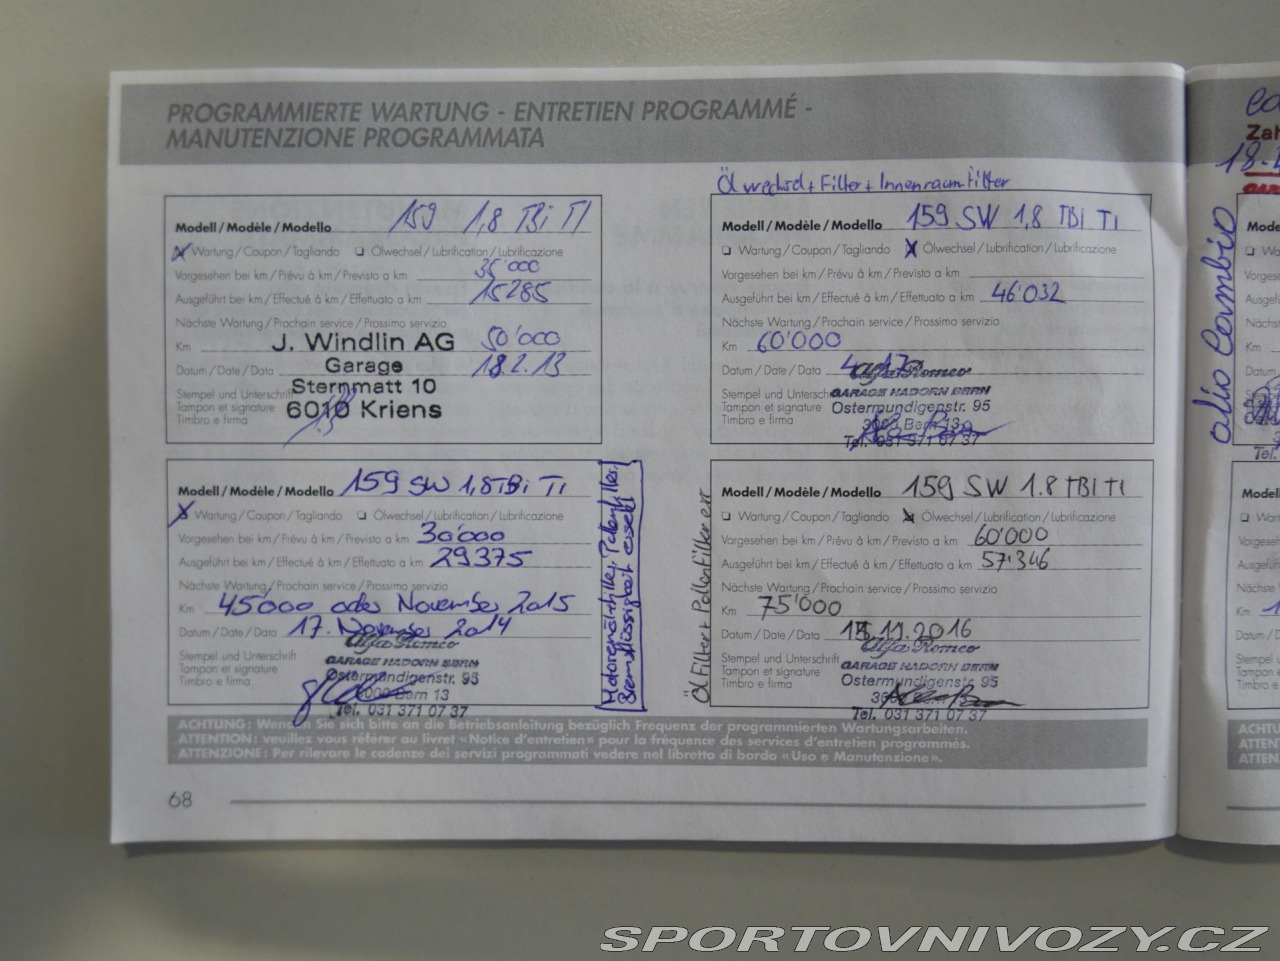 PROGRAMMIERTE WARTUNG - ENTRETIEN PROGRAMMÉ -
MANUTENZIONE PROGRAMMATA
Modell / Modèle / Modello 159 1,8 TBi TI
X Wartung / Coupon / Tagliando ❑ Ölwechsel / Lubrification / Lubrificazione
Vorgesehen bei km / Prévu à km / Previsto a km
Ausgeführt bei km / Effectué à km / Effettuato a km 15'285
Nächste Wartung / Prochain service / Prossimo servizio
Km 50'000
J. Windlin AG
Garage
Sternmatt 10
6010 Kriens
Datum / Date / Data 18.2.13
Stempel und Unterschrift
Tampon et signature
Timbro e firma
Ölwechsel + Filter + Innenraumfilter
Modell / Modèle / Modello 159 SW 1,8 TBI TI
❑ Wartung / Coupon / Tagliando X Ölwechsel / Lubrification / Lubrificazione
Vorgesehen bei km / Prévu à km / Previsto a km
Ausgeführt bei km / Effectué à km / Effettuato a km 46'032
Nächste Wartung / Prochain service / Prossimo servizio
Km 60'000
Datum / Date / Data
Stempel und Unterschrift
Tampon et signature
Timbro e firma
Alfa Romeo
GARAGE HADORN BERN
Ostermundigenstr. 95
3000 Bern 13
Tel. 031 371 07 37
Modell / Modèle / Modello 159 SW 1,8 TBi TI
X Wartung / Coupon / Tagliando ❑ Ölwechsel / Lubrification / Lubrificazione
Vorgesehen bei km / Prévu à km / Previsto a km 30'000
Ausgeführt bei km / Effectué à km / Effettuato a km 29375
Nächste Wartung / Prochain service / Prossimo servizio
Km 45'000 oder November 2015
Datum / Date / Data 17. November 2014
Stempel und Unterschrift
Tampon et signature
Timbro e firma
Alfa Romeo
GARAGE HADORN BERN
Ostermundigenstr. 95
3000 Bern 13
Tel. 031 371 07 37
Pollenfilter,
Bremsflüssigkeit ersetzt
Öl Filter + Pollenfilter err
Modell / Modèle / Modello 159 SW 1.8 TBI TI
❑ Wartung / Coupon / Tagliando X Ölwechsel / Lubrification / Lubrificazione
Vorgesehen bei km / Prévu à km / Previsto a km 60'000
Ausgeführt bei km / Effectué à km / Effettuato a km 57'346
Nächste Wartung / Prochain service / Prossimo servizio
Km 75'000
Datum / Date / Data 11.2016
Stempel und Unterschrift
Tampon et signature
Timbro e firma
Alfa Romeo
GARAGE HADORN BERN
Ostermundigenstr. 95
Tel. 031 371 07 37
ACHTUNG: Wenden Sie sich bitte an die Betriebsanleitung bezüglich Frequenz der programmierten Wartungsarbeiten.
ATTENTION: veuillez vous référer au livret «Notice d'entretien» pour la fréquence des services d'entretien programmés.
ATTENZIONE: Per rilevare le cadenze dei servizi programmati vedere nel libretto di bordo «Uso e Manutenzione».
68
olio Cambio
SPORTOVNIVOZY.CZ